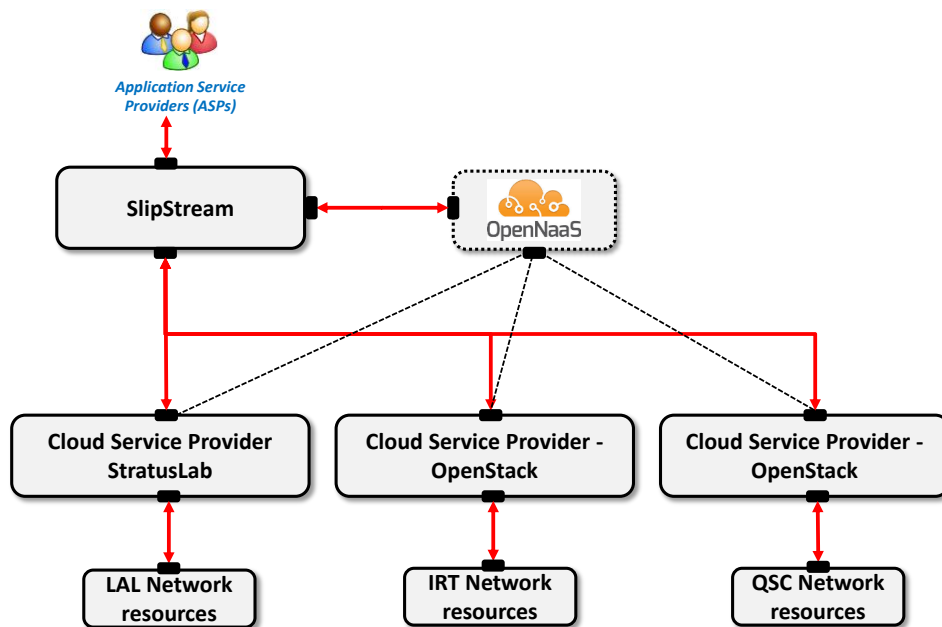 Application Service
Providers (ASPs)
SlipStream
OpenNaaS
Cloud Service Provider
StratusLab
Cloud Service Provider -
OpenStack
Cloud Service Provider -
OpenStack
LAL Network
resources
IRT Network
resources
QSC Network
resources